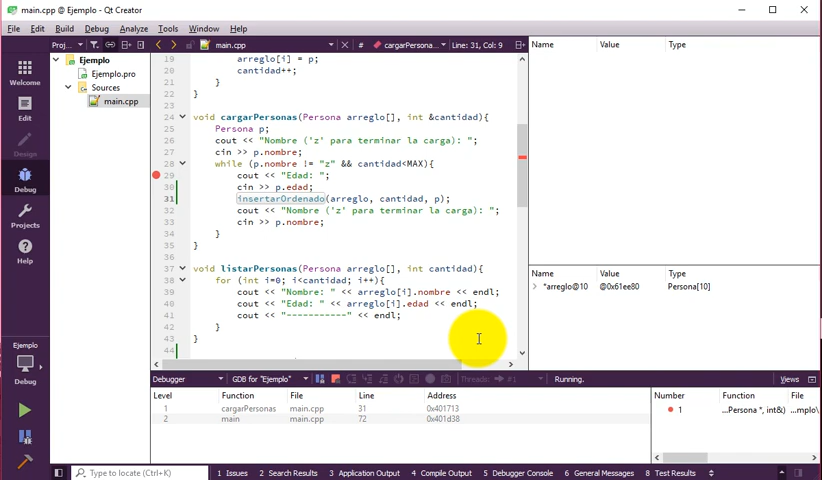 main.cpp @ Ejemplo - Qt Creator
File Edit Build Debug Analyze Tools Window Help
Proj... main.cpp # cargarPersona... Line: 31, Col: 9
Name Value Type
Welcome
Edit
Design
Debug
Projects
Help
Ejemplo
Debug
Ejemplo
Ejemplo.pro
Sources
main.cpp
19 arreglo[i] = p;
20 cantidad++;
21 }
22 }
23
24 void cargarPersonas(Persona arreglo[], int &cantidad){
25 Persona p;
26 cout << "Nombre ('z' para terminar la carga): ";
27 cin >> p.nombre;
28 while (p.nombre != "z" && cantidad<MAX){
29 cout << "Edad: ";
30 cin >> p.edad;
31 insertarOrdenado(arreglo, cantidad, p);
32 cout << "Nombre ('z' para terminar la carga): ";
33 cin >> p.nombre;
34 }
35 }
36
37 void listarPersonas(Persona arreglo[], int cantidad){
38 for (int i=0; i<cantidad; i++){
39 cout << "Nombre: " << arreglo[i].nombre << endl;
40 cout << "Edad: " << arreglo[i].edad << endl;
41 cout << "-----------" << endl;
42 }
43 }
44
Name Value Type
*arreglo@10 @0x61ee80 Persona[10]
Debugger GDB for "Ejemplo" Threads: #1 Running. Views
Level Function File Line Address
1 cargarPersonas main.cpp 31 0x401713
2 main main.cpp 72 0x401d38
Number Function File
1 ...Persona *, int&) ...mplo\
Type to locate (Ctrl+K) 1 Issues 2 Search Results 3 Application Output 4 Compile Output 5 Debugger Console 6 General Messages 8 Test Results